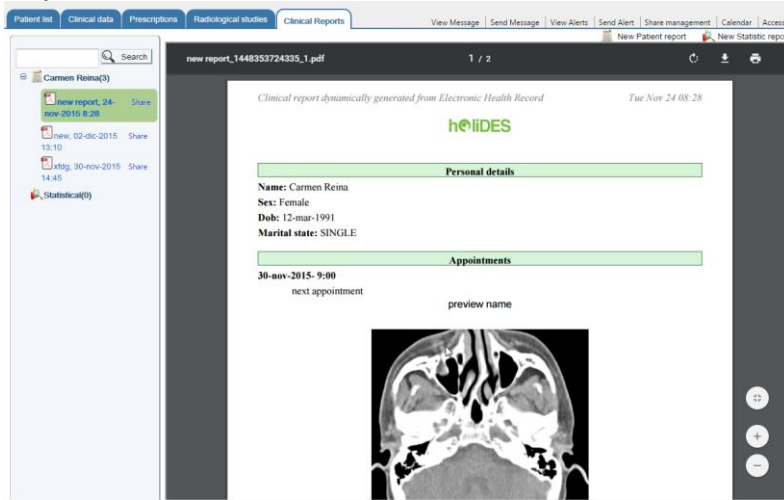 Patient list
Clinical data
Prescriptions
Radiological studies
Clinical Reports
View Message
Send Message
View Alerts
Send Alert
Share management
Calendar
New Patient report
New Statistic
Search
Carmen Reina(3)
new report, 24-
nov-2015 8:28
Share
new, 02-dic-2015
13:10
Share
xfdg, 30-nov-2015
14:45
Share
Statistical(0)
new report_1448353724335_1.pdf
1 / 2
Clinical report dynamically generated from Electronic Health Record
Tue Nov 24 08:28
holiDES
Personal details
Name: Carmen Reina
Sex: Female
Dob: 12-mar-1991
Marital state: SINGLE
Appointments
30-nov-2015- 9:00
next appointment
preview name